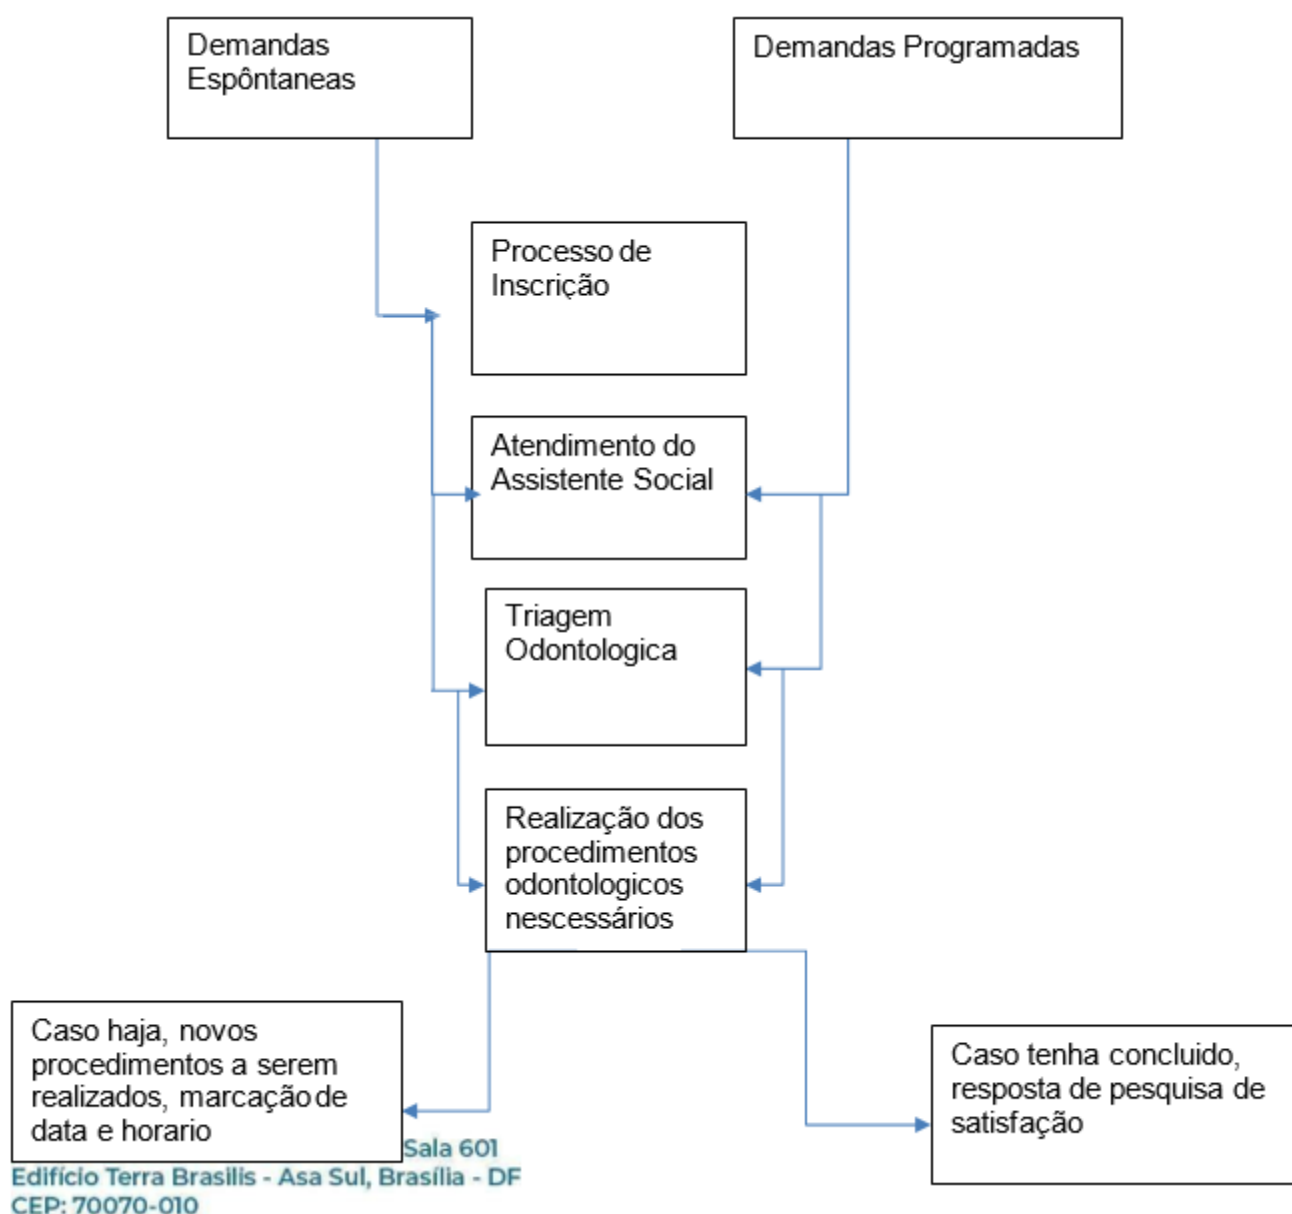 Demandas
Espôntaneas
Demandas Programadas
Processo de
Inscrição
Atendimento do
Assistente Social
Triagem
Odontologica
Realização dos
procedimentos
odontologicos
nescessários
Caso haja, novos
procedimentos a serem
realizados, marcação de
data e horario
Caso tenha concluido,
resposta de pesquisa de
satisfação
Sala 601
Edifício Terra Brasilis - Asa Sul, Brasília - DF
CEP: 70070-010